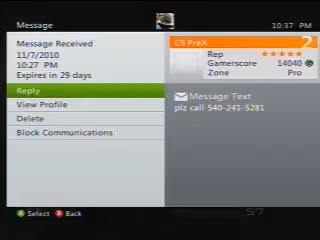 Message
10:37 PM
Message Received
11/7/2010
10:27 PM
Expires in 29 days
Reply
View Profile
Delete
Block Communications
C9 PreX
2
Rep
Gamerscore 14040 G
Zone Pro
Message Text
plz call 540-241-5281
A Select B Back
57